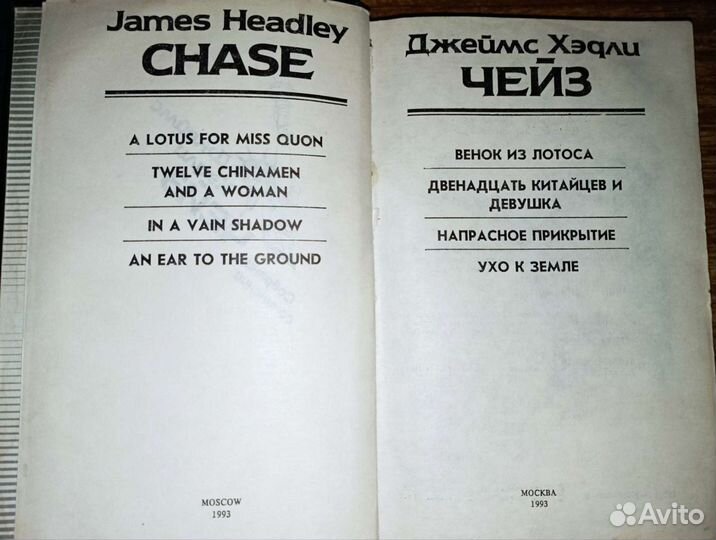 James Headley
CHASE
A LOTUS FOR MISS QUON
TWELVE CHINAMEN
AND A WOMAN
IN A VAIN SHADOW
AN EAR TO THE GROUND
MOSCOW
1993
Джеймс Хэдли
ЧЕЙЗ
ВЕНОК ИЗ ЛОТОСА
ДВЕНАДЦАТЬ КИТАЙЦЕВ И
ДЕВУШКА
НАПРАСНОЕ ПРИКРЫТИЕ
УХО К ЗЕМЛЕ
МОСКВА
1993
Avito